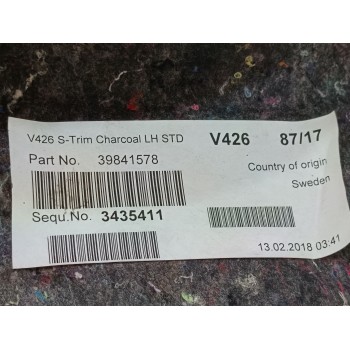 V426 S-Trim Charcoal LH STD V426 87/17
Part No. 39841578
Country of origin
Sweden
Sequ.No. 3435411
13.02.2018 03:41